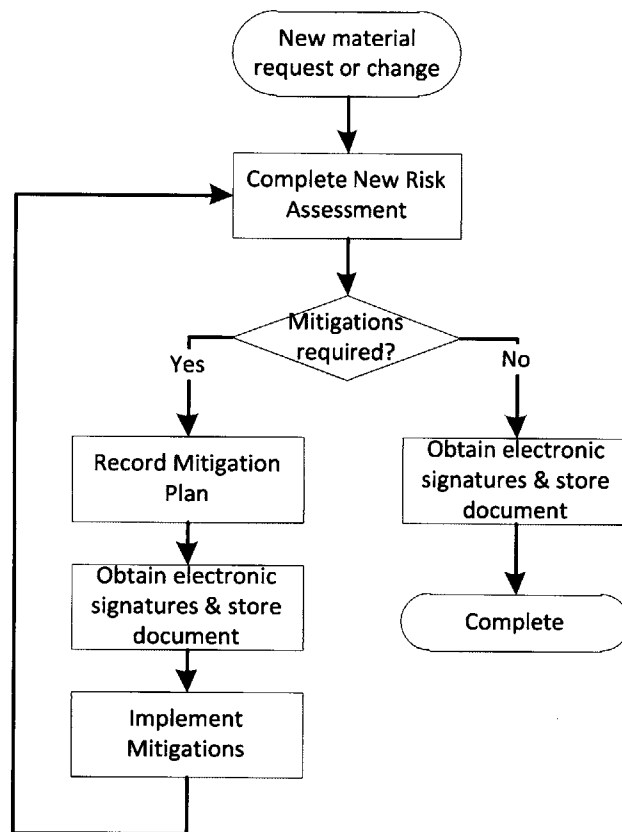 New material
request or change
Complete New Risk
Assessment
Mitigations
required?
Yes
No
Record Mitigation
Plan
Obtain electronic
signatures & store
document
Obtain electronic
signatures & store
document
Complete
Implement
Mitigations